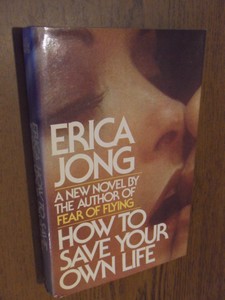 ERICA
JONG
A NEW NOVEL BY
THE AUTHOR OF
FEAR OF FLYING
HOW TO
SAVE YOUR
OWN LIFE